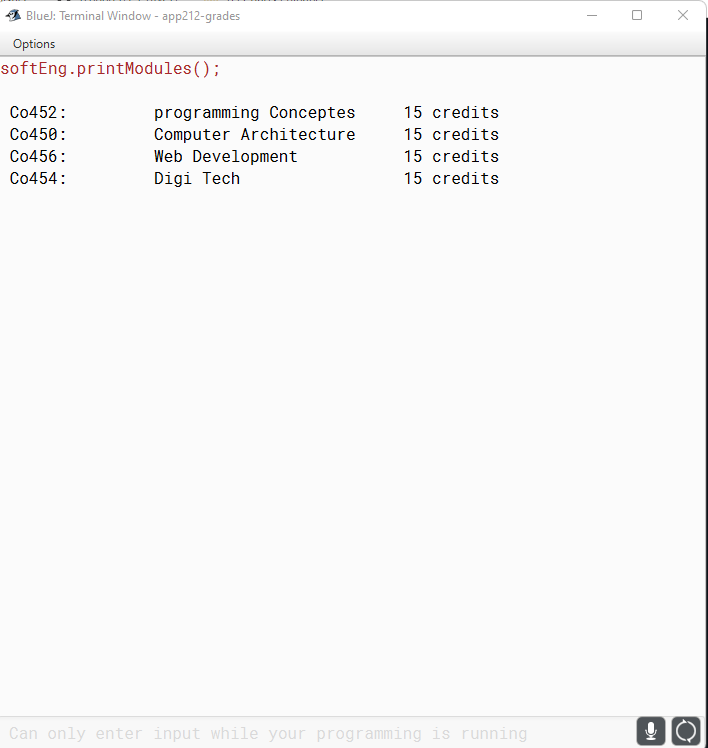 BlueJ: Terminal Window - app212-grades
Options
softEng.printModules();
Co452: programming Conceptes 15 credits
Co450: Computer Architecture 15 credits
Co456: Web Development 15 credits
Co454: Digi Tech 15 credits
Can only enter input while your programming is running